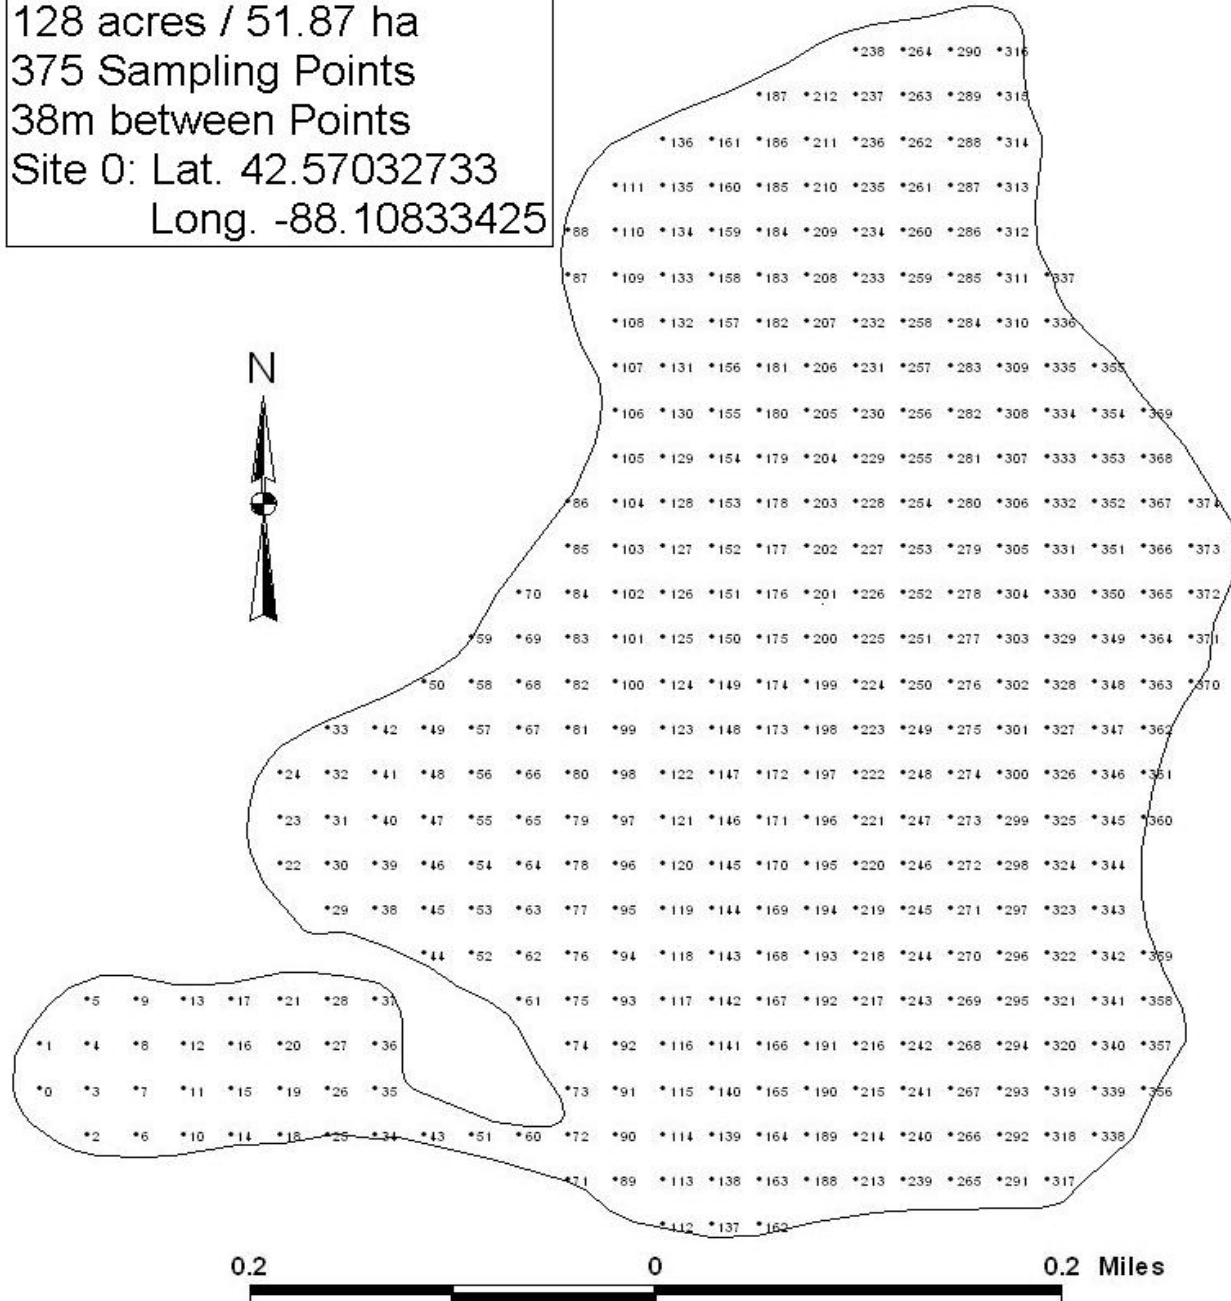 128 acres / 51.87 ha
375 Sampling Points
38m between Points
Site 0: Lat. 42.57032733
Long. -88.10833425
N
238 264 290 316
187 212 237 263 289 315
136 161 186 211 236 262 288 314
111 135 160 185 210 235 261 287 313
88 110 134 159 184 209 234 260 286 312
87 109 133 158 183 208 233 259 285 311 337
108 132 157 182 207 232 258 284 310 336
107 131 156 181 206 231 257 283 309 335 355
106 130 155 180 205 230 256 282 308 334 354 369
105 129 154 179 204 229 255 281 307 333 353 368
86 104 128 153 178 203 228 254 280 306 332 352 367 374
85 103 127 152 177 202 227 253 279 305 331 351 366 373
70 84 102 126 151 176 201 226 252 278 304 330 350 365 372
59 69 83 101 125 150 175 200 225 251 277 303 329 349 364 371
50 58 68 82 100 124 149 174 199 224 250 276 302 328 348 363 370
33 42 49 57 67 81 99 123 148 173 198 223 249 275 301 327 347 362
24 32 41 48 56 66 80 98 122 147 172 197 222 248 274 300 326 346 361
23 31 40 47 55 65 79 97 121 146 171 196 221 247 273 299 325 345 360
22 30 39 46 54 64 78 96 120 145 170 195 220 246 272 298 324 344
29 38 45 53 63 77 95 119 144 169 194 219 245 271 297 323 343
44 52 62 76 94 118 143 168 193 218 244 270 296 322 342 359
5 9 13 17 21 28 37 61 75 93 117 142 167 192 217 243 269 295 321 341 358
1 4 8 12 16 20 27 36 74 92 116 141 166 191 216 242 268 294 320 340 357
0 3 7 11 15 19 26 35 73 91 115 140 165 190 215 241 267 293 319 339 356
2 6 10 14 18 25 34 43 51 60 72 90 114 139 164 189 214 240 266 292 318 338
71 89 113 138 163 188 213 239 265 291 317
112 137 162
0.2 0 0.2 Miles